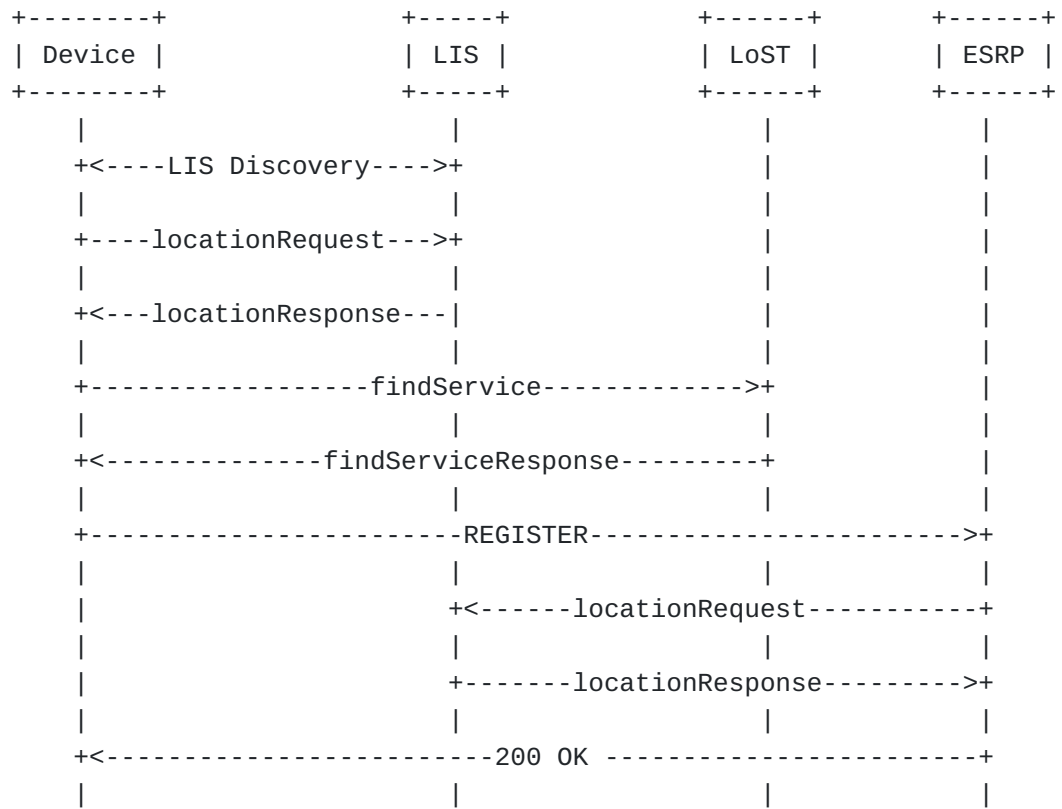 Device LIS LoST ESRP
LIS Discovery
locationRequest
locationResponse
findService
findServiceResponse
REGISTER
locationRequest
locationResponse
200 OK